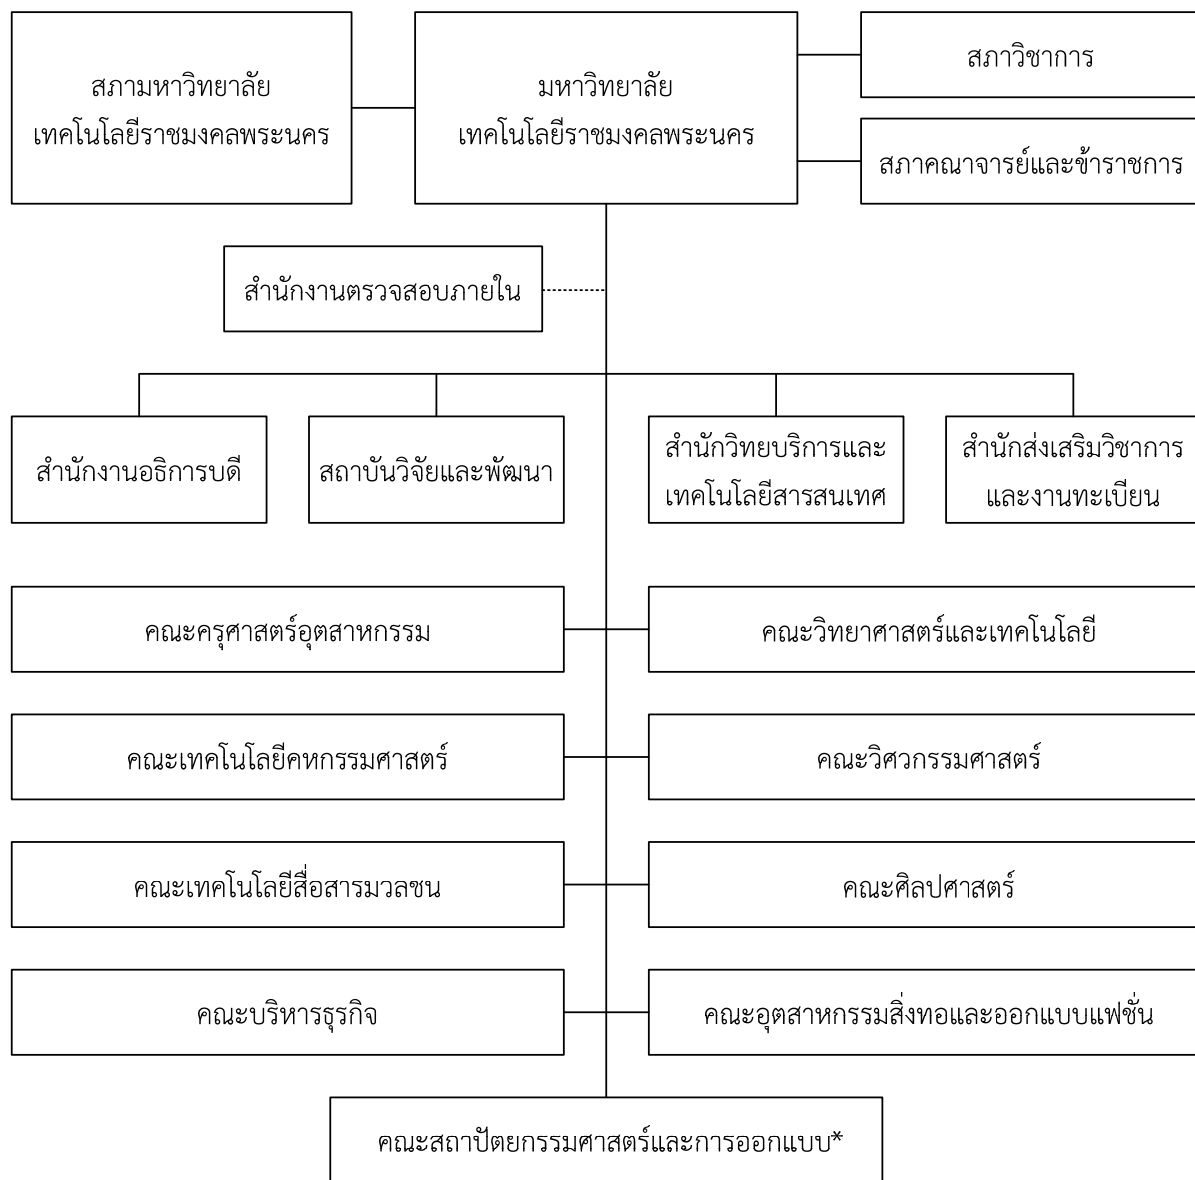 สภามหาวิทยาลัย
เทคโนโลยีราชมงคลพระนคร
มหาวิทยาลัย
เทคโนโลยีราชมงคลพระนคร
สภาวิชาการ
สภาคณาจารย์และข้าราชการ
สำนักงานตรวจสอบภายใน
สำนักงานอธิการบดี
สถาบันวิจัยและพัฒนา
สำนักวิทยบริการและ
เทคโนโลยีสารสนเทศ
สำนักส่งเสริมวิชาการ
และงานทะเบียน
คณะครุศาสตร์อุตสาหกรรม
คณะวิทยาศาสตร์และเทคโนโลยี
คณะเทคโนโลยีคหกรรมศาสตร์
คณะวิศวกรรมศาสตร์
คณะเทคโนโลยีสื่อสารมวลชน
คณะศิลปศาสตร์
คณะบริหารธุรกิจ
คณะอุตสาหกรรมสิ่งทอและออกแบบแฟชั่น
คณะสถาปัตยกรรมศาสตร์และการออกแบบ*